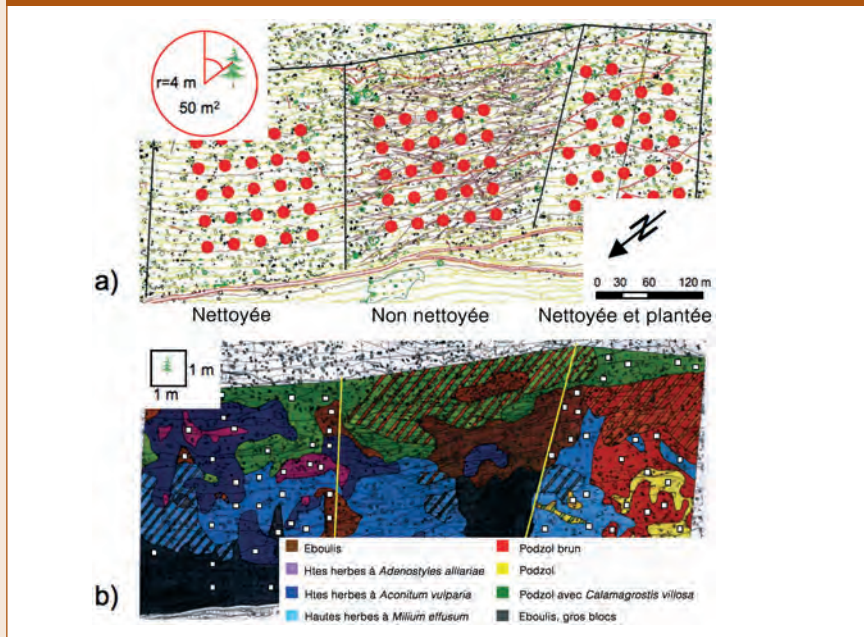 r=4 m
50 m²
N
a)
0 30 60 120 m
Nettoyée Non nettoyée Nettoyée et plantée
1 m
1 m
b)
Eboulis
Htes herbes à Adenostyles alliariae
Htes herbes à Aconitum vulparia
Hautes herbes à Milium effusum
Podzol brun
Podzol
Podzol avec Calamagrostis villosa
Eboulis, gros blocs